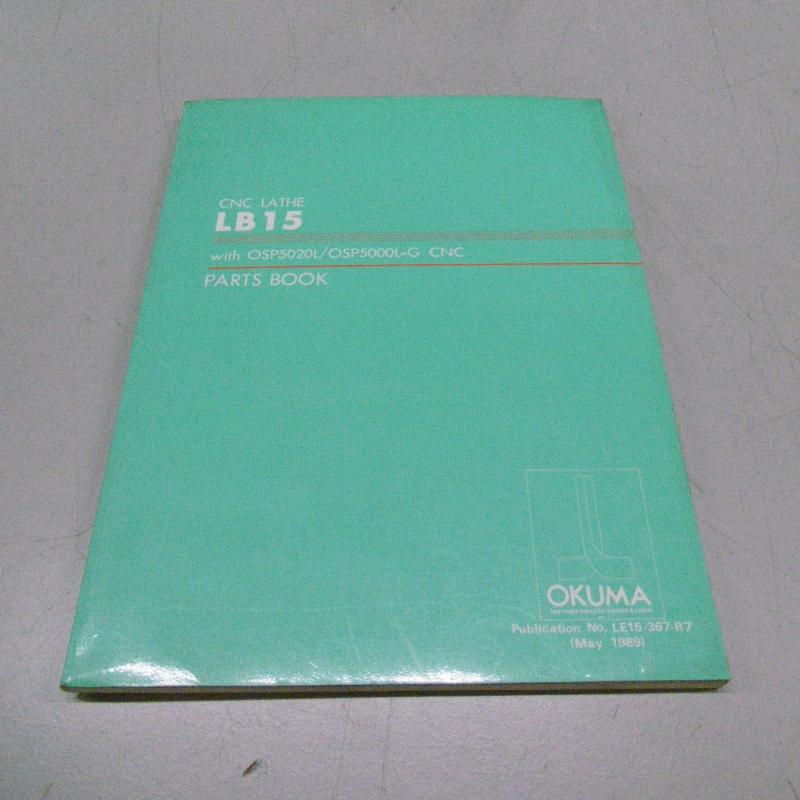 CNC LATHE
LB15
with OSP5020L/OSP5000L-G CNC
PARTS BOOK
OKUMA
Publication No. LE15-367-R7
(May 1989)